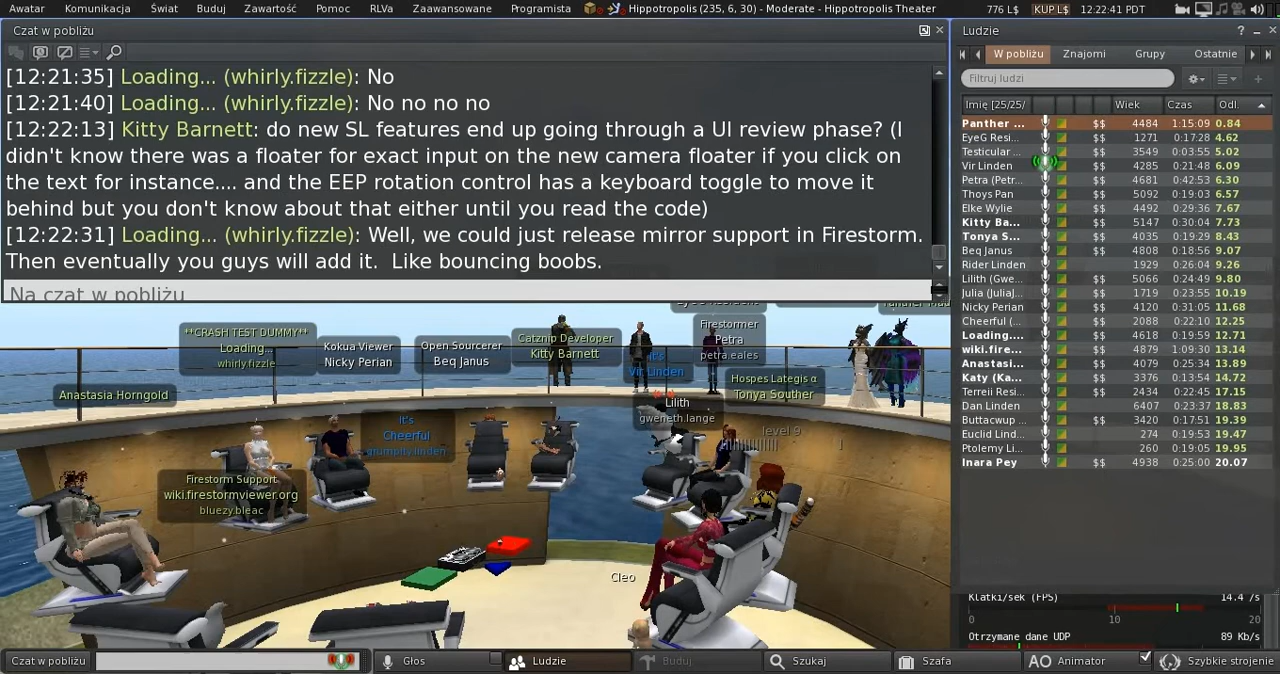 Awatar Komunikacja Świat Buduj Zawartość Pomoc RLVa Zaawansowane Programista Hippotropolis (235, 6, 30) - Moderate - Hippotropolis Theater 776 L$ KUP L$ 12:22:41 PDT
Czat w pobliżu
[12:21:35] Loading... (whirly.fizzle): No
[12:21:40] Loading... (whirly.fizzle): No no no no
[12:22:13] Kitty Barnett: do new SL features end up going through a UI review phase? (I
didn't know there was a floater for exact input on the new camera floater if you click on
the text for instance.... and the EEP rotation control has a keyboard toggle to move it
behind but you don't know about that either until you read the code)
[12:22:31] Loading... (whirly.fizzle): Well, we could just release mirror support in Firestorm.
Then eventually you guys will add it.  Like bouncing boobs.
Na czat w pobliżu
**CRASH TEST DUMMY**
Loading...
whirly.fizzle
Kokua Viewer
Nicky Perian
Open Sourcerer
Beq Janus
Catznip Developer
Kitty Barnett
It's
Vir Linden
Firestormer
Petra
petra.eales
Hospes Lategis α
Tonya Souther
Anastasia Horngold
It's
Cheerful
grumpity.linden
Lilith
gweneth.lange
level 9
Firestorm Support
wiki.firestormviewer.org
bluezy.bleac
Cleo
Ludzie
? _ ×
W pobliżu Znajomi Grupy Ostatnie
Filtruj ludzi
Imię [25/25/ Wiek Czas Odl.
Panther ... $$ 4484 1:15:09 0.84
EyeG Resi... $$ 1271 0:17:28 4.62
Testicular ... $$ 3549 0:03:55 5.02
Vir Linden $$ 4285 0:21:48 6.09
Petra (Petr... $$ 4681 0:42:53 6.30
Thoys Pan $$ 5092 0:19:03 6.57
Elke Wylie $$ 4492 0:29:36 7.67
Kitty Ba... $$ 5147 0:30:04 7.73
Tonya S... $$ 4035 0:19:29 8.43
Beq Janus $$ 4808 0:18:56 9.07
Rider Linden 1929 0:26:04 9.26
Lilith (Gwe... $$ 5066 0:24:49 9.80
Julia (JuliaJ... $$ 1719 0:23:55 10.19
Nicky Perian $$ 4120 0:31:05 11.68
Cheerful (... $$ 2088 0:22:10 12.25
Loading.... $$ 4618 0:19:59 12.71
wiki.fire... $$ 4879 1:09:30 13.14
Anastasi... $$ 4079 0:25:34 13.89
Katy (Ka... $$ 3376 0:13:54 14.72
Terreii Resi... $$ 2434 0:22:45 17.15
Dan Linden 6407 0:23:37 18.83
Buttacwup ... $$ 3420 0:17:51 19.39
Euclid Lind... 274 0:19:53 19.47
Ptolemy Li... 260 0:19:05 19.95
Inara Pey $$ 4938 0:25:00 20.07
Klatki/sek (FPS) 14.4 /s
0 10 20
Otrzymane dane UDP 89 Kb/s
Czat w pobliżu Głos Ludzie Buduj Szukaj Szafa AO Animator Szybkie strojenie